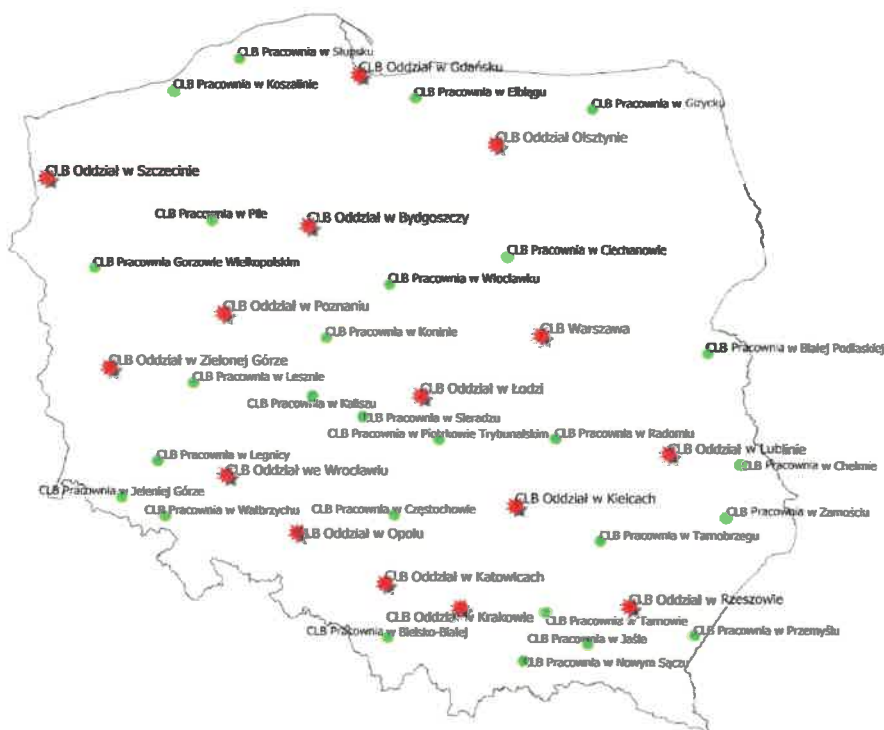 CLB Pracownia w Słupsku
CLB Oddział w Gdańsku
CLB Pracownia w Koszalinie
CLB Pracownia w Elblągu
CLB Pracownia w Giżycku
CLB Oddział Olsztynie
CLB Oddział w Szczecinie
CLB Pracownia w Pile
CLB Oddział w Bydgoszczy
CLB Pracownia w Ciechanowie
CLB Pracownia Gorzowie Wielkopolskim
CLB Pracownia w Włocławku
CLB Oddział w Poznaniu
CLB Pracownia w Koninie
CLB Warszawa
CLB Pracownia w Białej Podlaskiej
CLB Oddział w Zielonej Górze
CLB Pracownia w Lesznie
CLB Oddział w Łodzi
CLB Pracownia w Kaliszu
CLB Pracownia w Sieradzu
CLB Pracownia w Piotrkowie Trybunalskim
CLB Pracownia w Radomiu
CLB Oddział w Lublinie
CLB Pracownia w Legnicy
CLB Pracownia w Chełmie
CLB Oddział we Wrocławiu
CLB Pracownia w Jeleniej Górze
CLB Oddział w Kielcach
CLB Pracownia w Wałbrzychu
CLB Pracownia w Częstochowie
CLB Pracownia w Zamościu
CLB Oddział w Opolu
CLB Pracownia w Tarnobrzegu
CLB Oddział w Katowicach
CLB Oddział w Rzeszowie
CLB Oddział w Krakowie
CLB Pracownia w Tarnowie
CLB Pracownia w Bielsko-Białej
CLB Pracownia w Jaśle
CLB Pracownia w Przemyślu
CLB Pracownia w Nowym Sączu